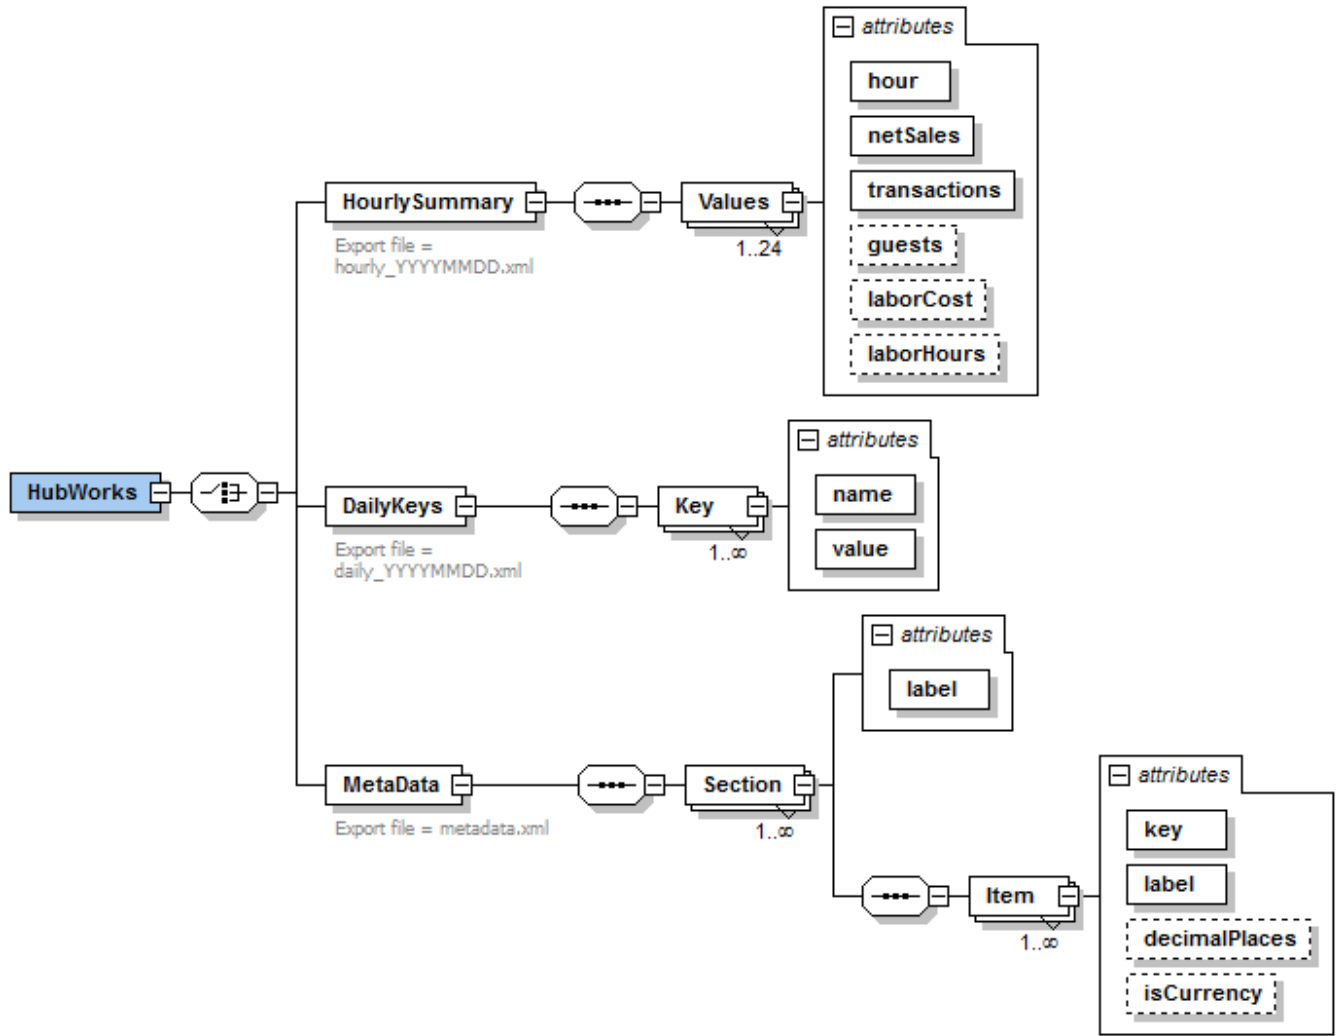 attributes
hour
netSales
transactions
guests
laborCost
laborHours
HourlySummary
Values
Export file =
hourly_YYYYMMDD.xml
1..24
HubWorks
attributes
name
value
DailyKeys
Key
Export file =
daily_YYYYMMDD.xml
1..∞
attributes
label
MetaData
Section
Export file = metadata.xml
1..∞
attributes
key
label
decimalPlaces
isCurrency
Item
1..∞